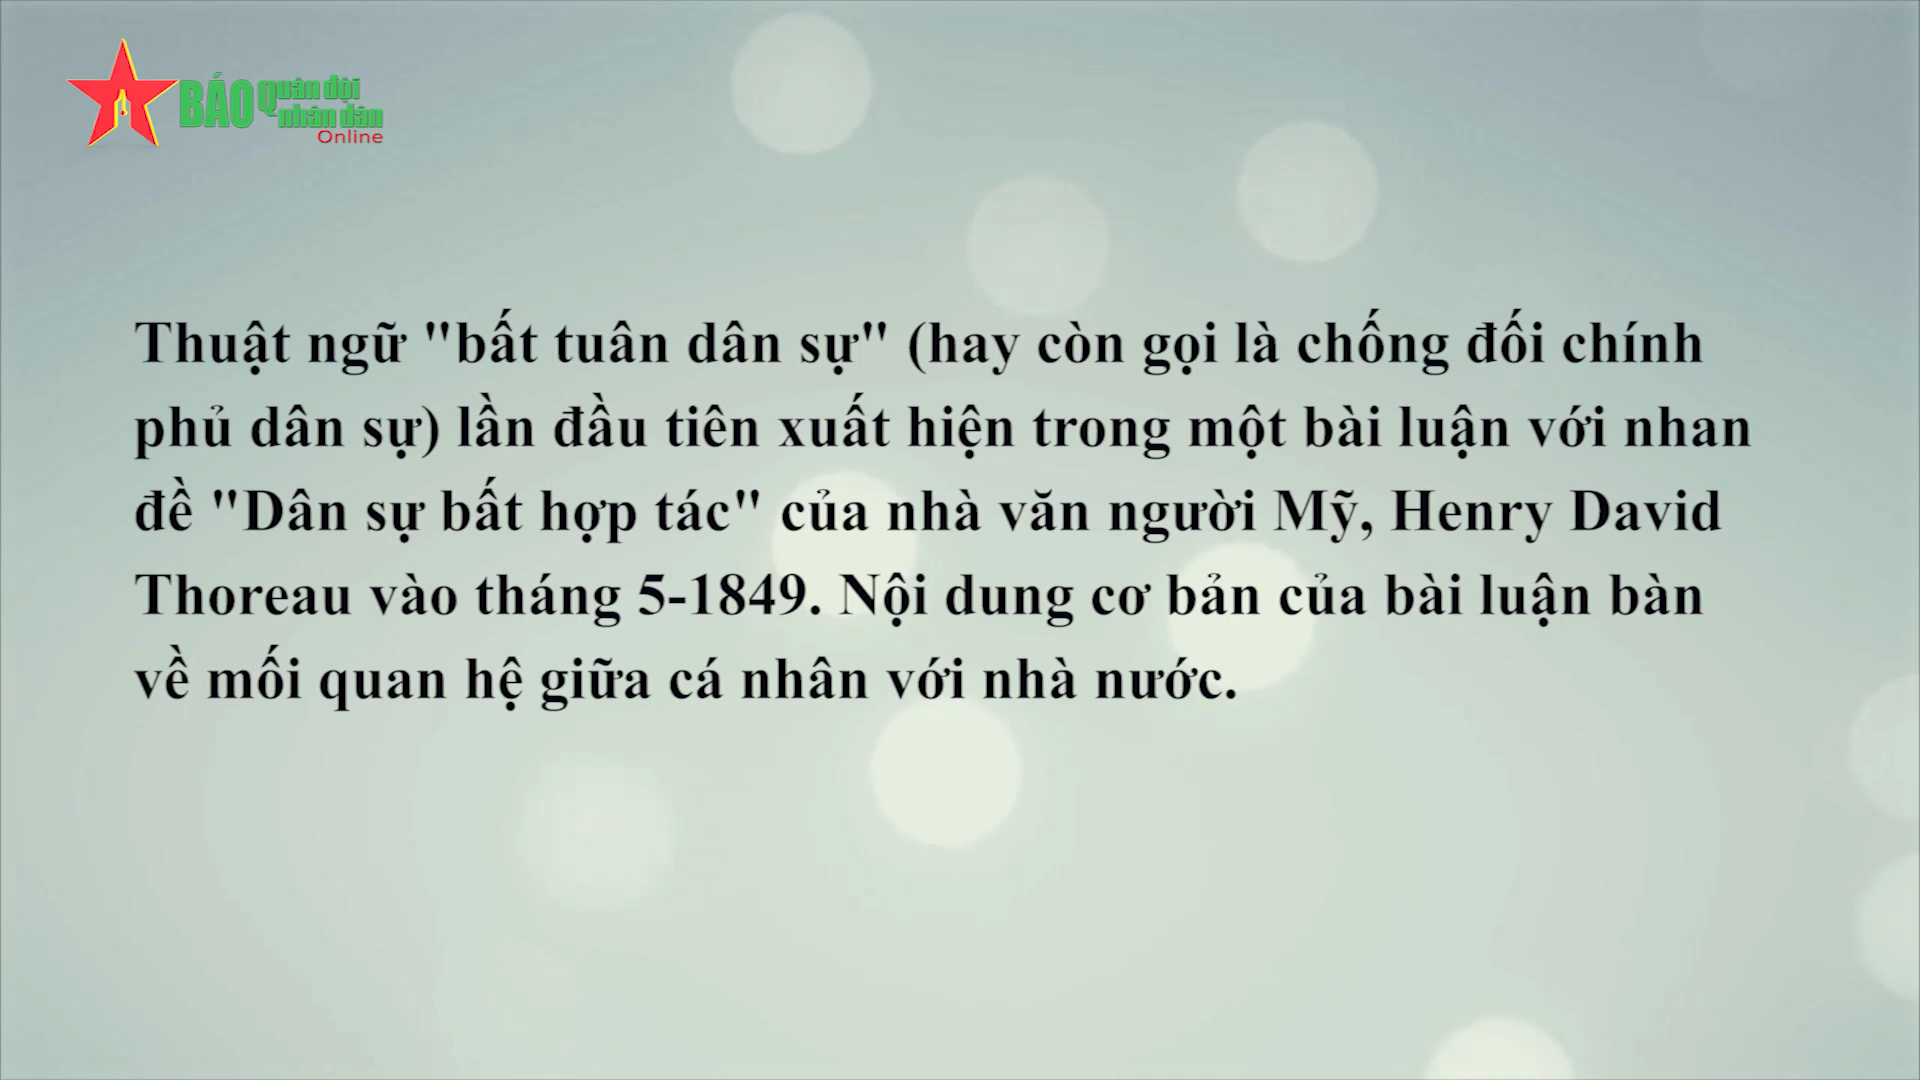 BÁO Quân đội
nhân dân
Online
Thuật ngữ "bất tuân dân sự" (hay còn gọi là chống đối chính
phủ dân sự) lần đầu tiên xuất hiện trong một bài luận với nhan
đề "Dân sự bất hợp tác" của nhà văn người Mỹ, Henry David
Thoreau vào tháng 5-1849. Nội dung cơ bản của bài luận bàn
về mối quan hệ giữa cá nhân với nhà nước.